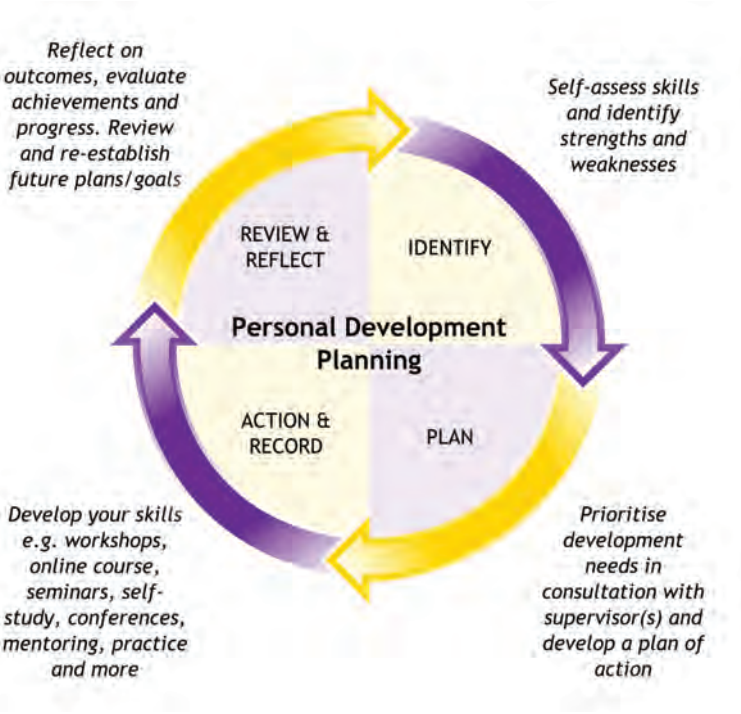 Reflect on
outcomes, evaluate
achievements and
progress. Review
and re-establish
future plans/goals
Self-assess skills
and identify
strengths and
weaknesses
REVIEW &
REFLECT
IDENTIFY
Personal Development
Planning
ACTION &
RECORD
PLAN
Develop your skills
e.g. workshops,
online course,
seminars, self-
study, conferences,
mentoring, practice
and more
Prioritise
development
needs in
consultation with
supervisor(s) and
develop a plan of
action